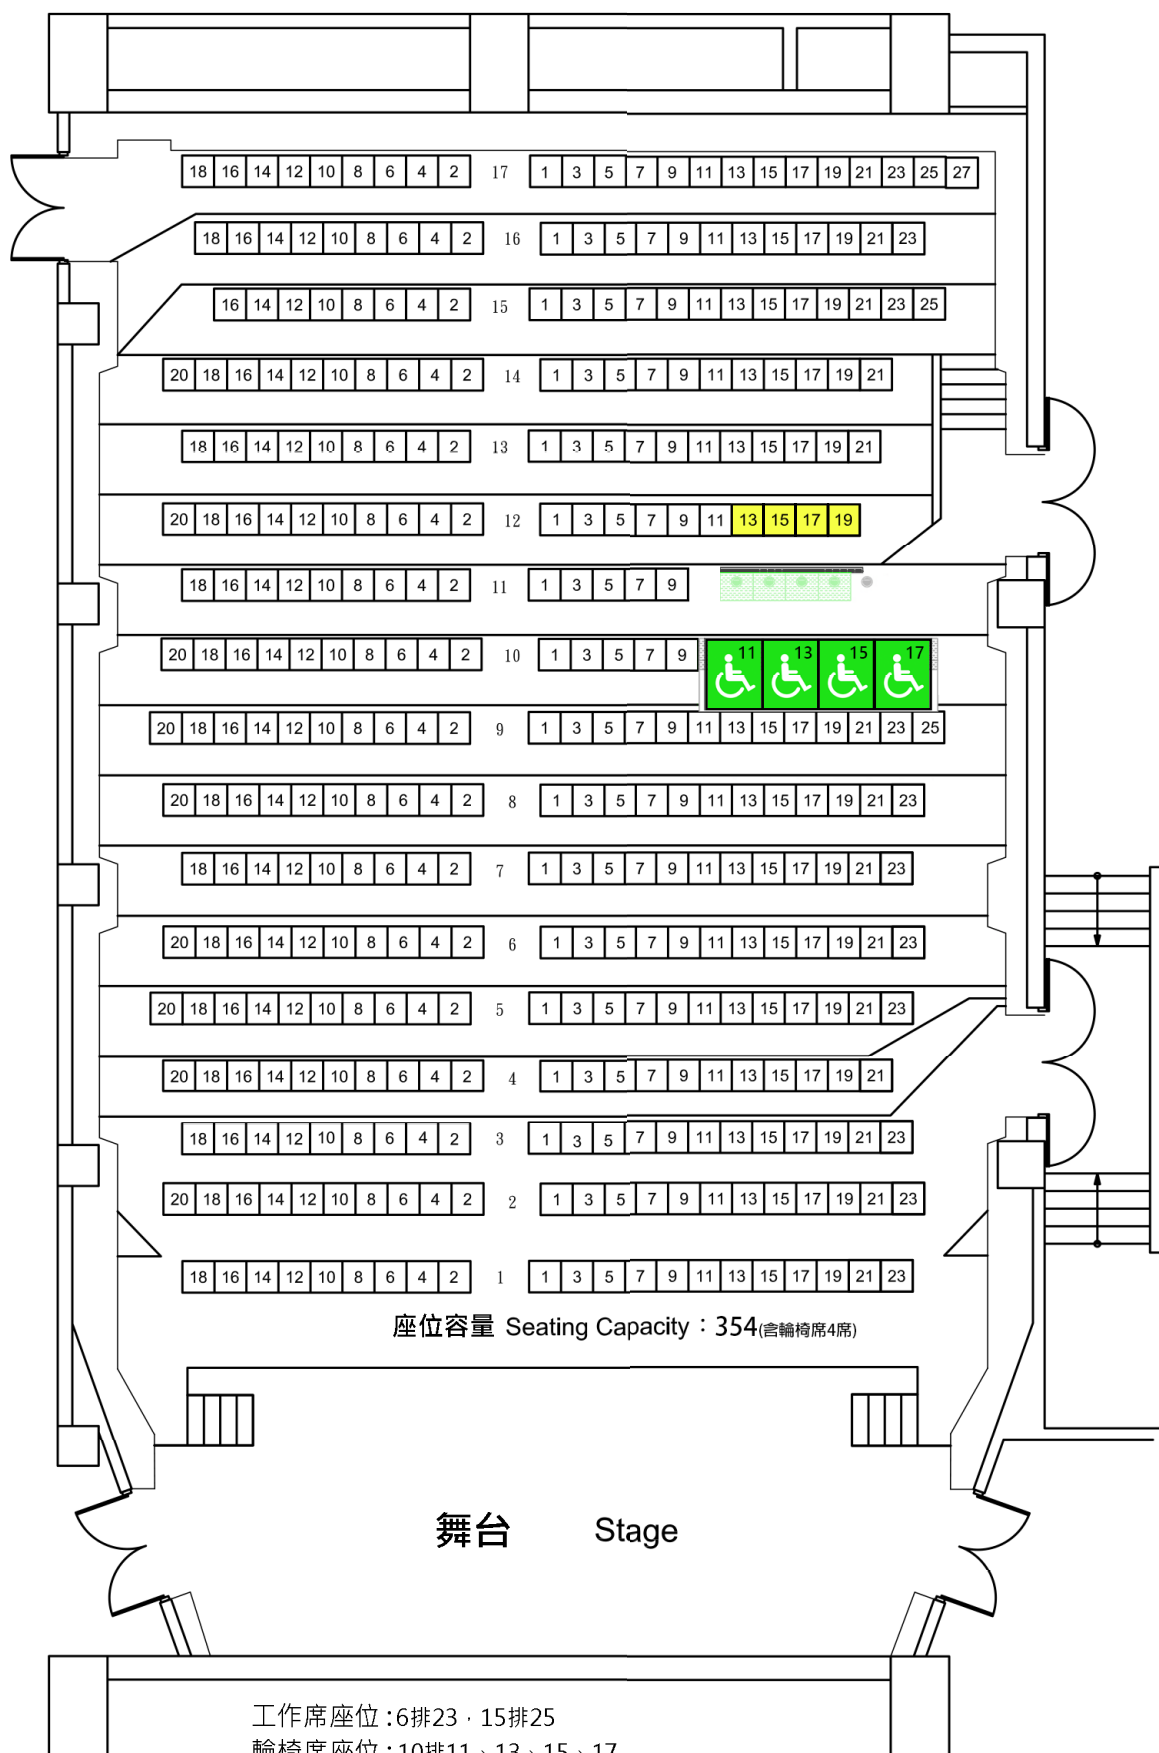 18 16 14 12 10 8 6 4 2 17 1 3 5 7 9 11 13 15 17 19 21 23 25 27
18 16 14 12 10 8 6 4 2 16 1 3 5 7 9 11 13 15 17 19 21 23
16 14 12 10 8 6 4 2 15 1 3 5 7 9 11 13 15 17 19 21 23 25
20 18 16 14 12 10 8 6 4 2 14 1 3 5 7 9 11 13 15 17 19 21
18 16 14 12 10 8 6 4 2 13 1 3 5 7 9 11 13 15 17 19 21
20 18 16 14 12 10 8 6 4 2 12 1 3 5 7 9 11 13 15 17 19
18 16 14 12 10 8 6 4 2 11 1 3 5 7 9
20 18 16 14 12 10 8 6 4 2 10 1 3 5 7 9 11 13 15 17
20 18 16 14 12 10 8 6 4 2 9 1 3 5 7 9 11 13 15 17 19 21 23 25
20 18 16 14 12 10 8 6 4 2 8 1 3 5 7 9 11 13 15 17 19 21 23
18 16 14 12 10 8 6 4 2 7 1 3 5 7 9 11 13 15 17 19 21 23
20 18 16 14 12 10 8 6 4 2 6 1 3 5 7 9 11 13 15 17 19 21 23
20 18 16 14 12 10 8 6 4 2 5 1 3 5 7 9 11 13 15 17 19 21 23
20 18 16 14 12 10 8 6 4 2 4 1 3 5 7 9 11 13 15 17 19 21
18 16 14 12 10 8 6 4 2 3 1 3 5 7 9 11 13 15 17 19 21 23
20 18 16 14 12 10 8 6 4 2 2 1 3 5 7 9 11 13 15 17 19 21 23
18 16 14 12 10 8 6 4 2 1 1 3 5 7 9 11 13 15 17 19 21 23
座位容量 Seating Capacity：354(含輪椅席4席)
舞台 Stage
工作席座位：6排23，15排25
輪椅席座位：10排11、13、15、17